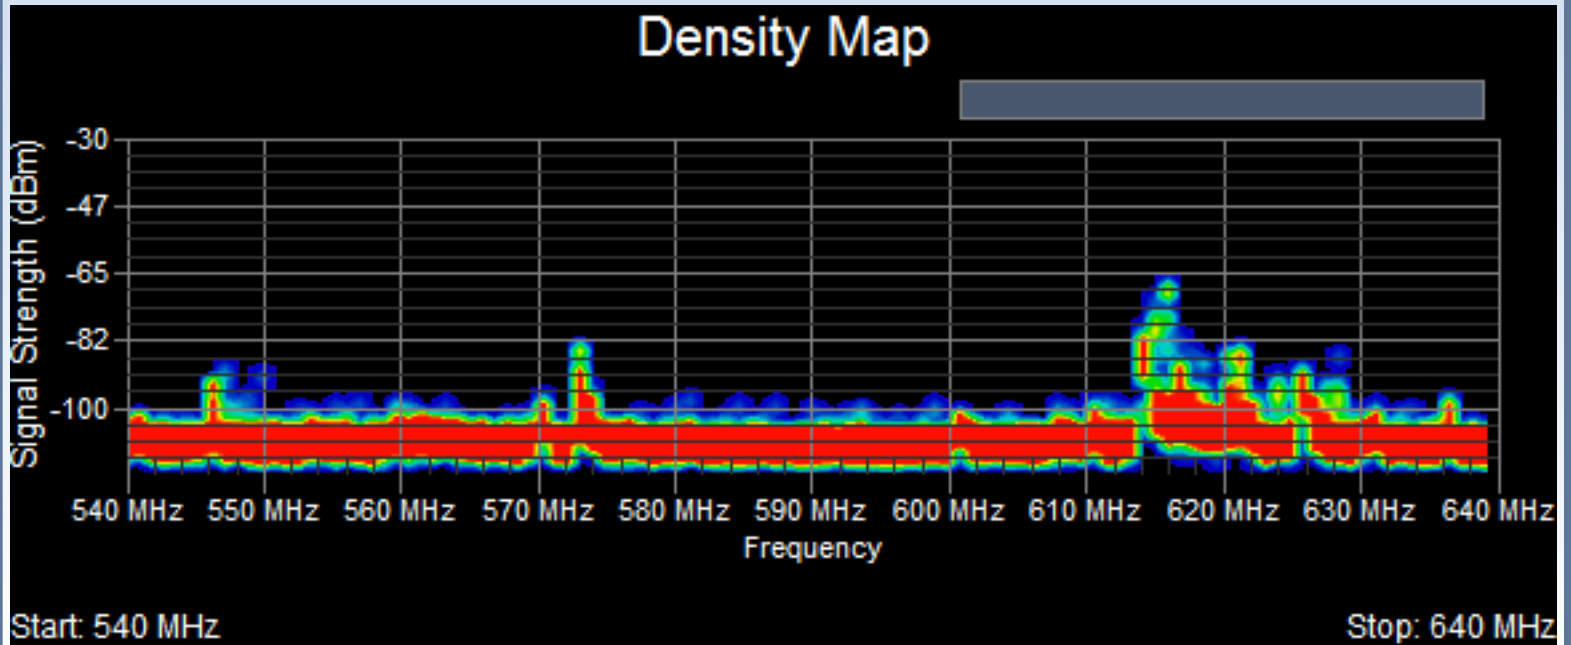 Density Map
-30
-47
-65
-82
-100
Signal Strength (dBm)
540 MHz 550 MHz 560 MHz 570 MHz 580 MHz 590 MHz 600 MHz 610 MHz 620 MHz 630 MHz 640 MHz
Frequency
Start: 540 MHz Stop: 640 MHz